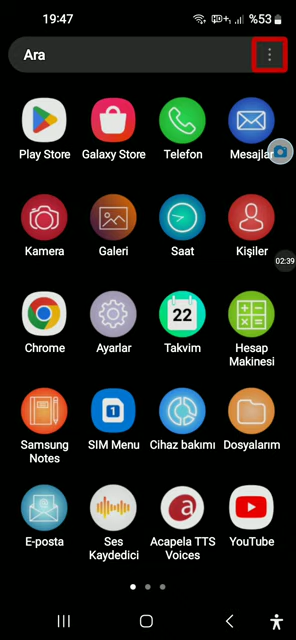 19:47
%53
Ara
Play Store
Galaxy Store
Telefon
Mesajlar
Kamera
Galeri
Saat
Kişiler
02:39
Chrome
Ayarlar
22
Takvim
Hesap
Makinesi
Samsung
Notes
1
SIM Menu
Cihaz bakımı
Dosyalarım
E-posta
Ses
Kaydedici
a
Acapela TTS
Voices
YouTube